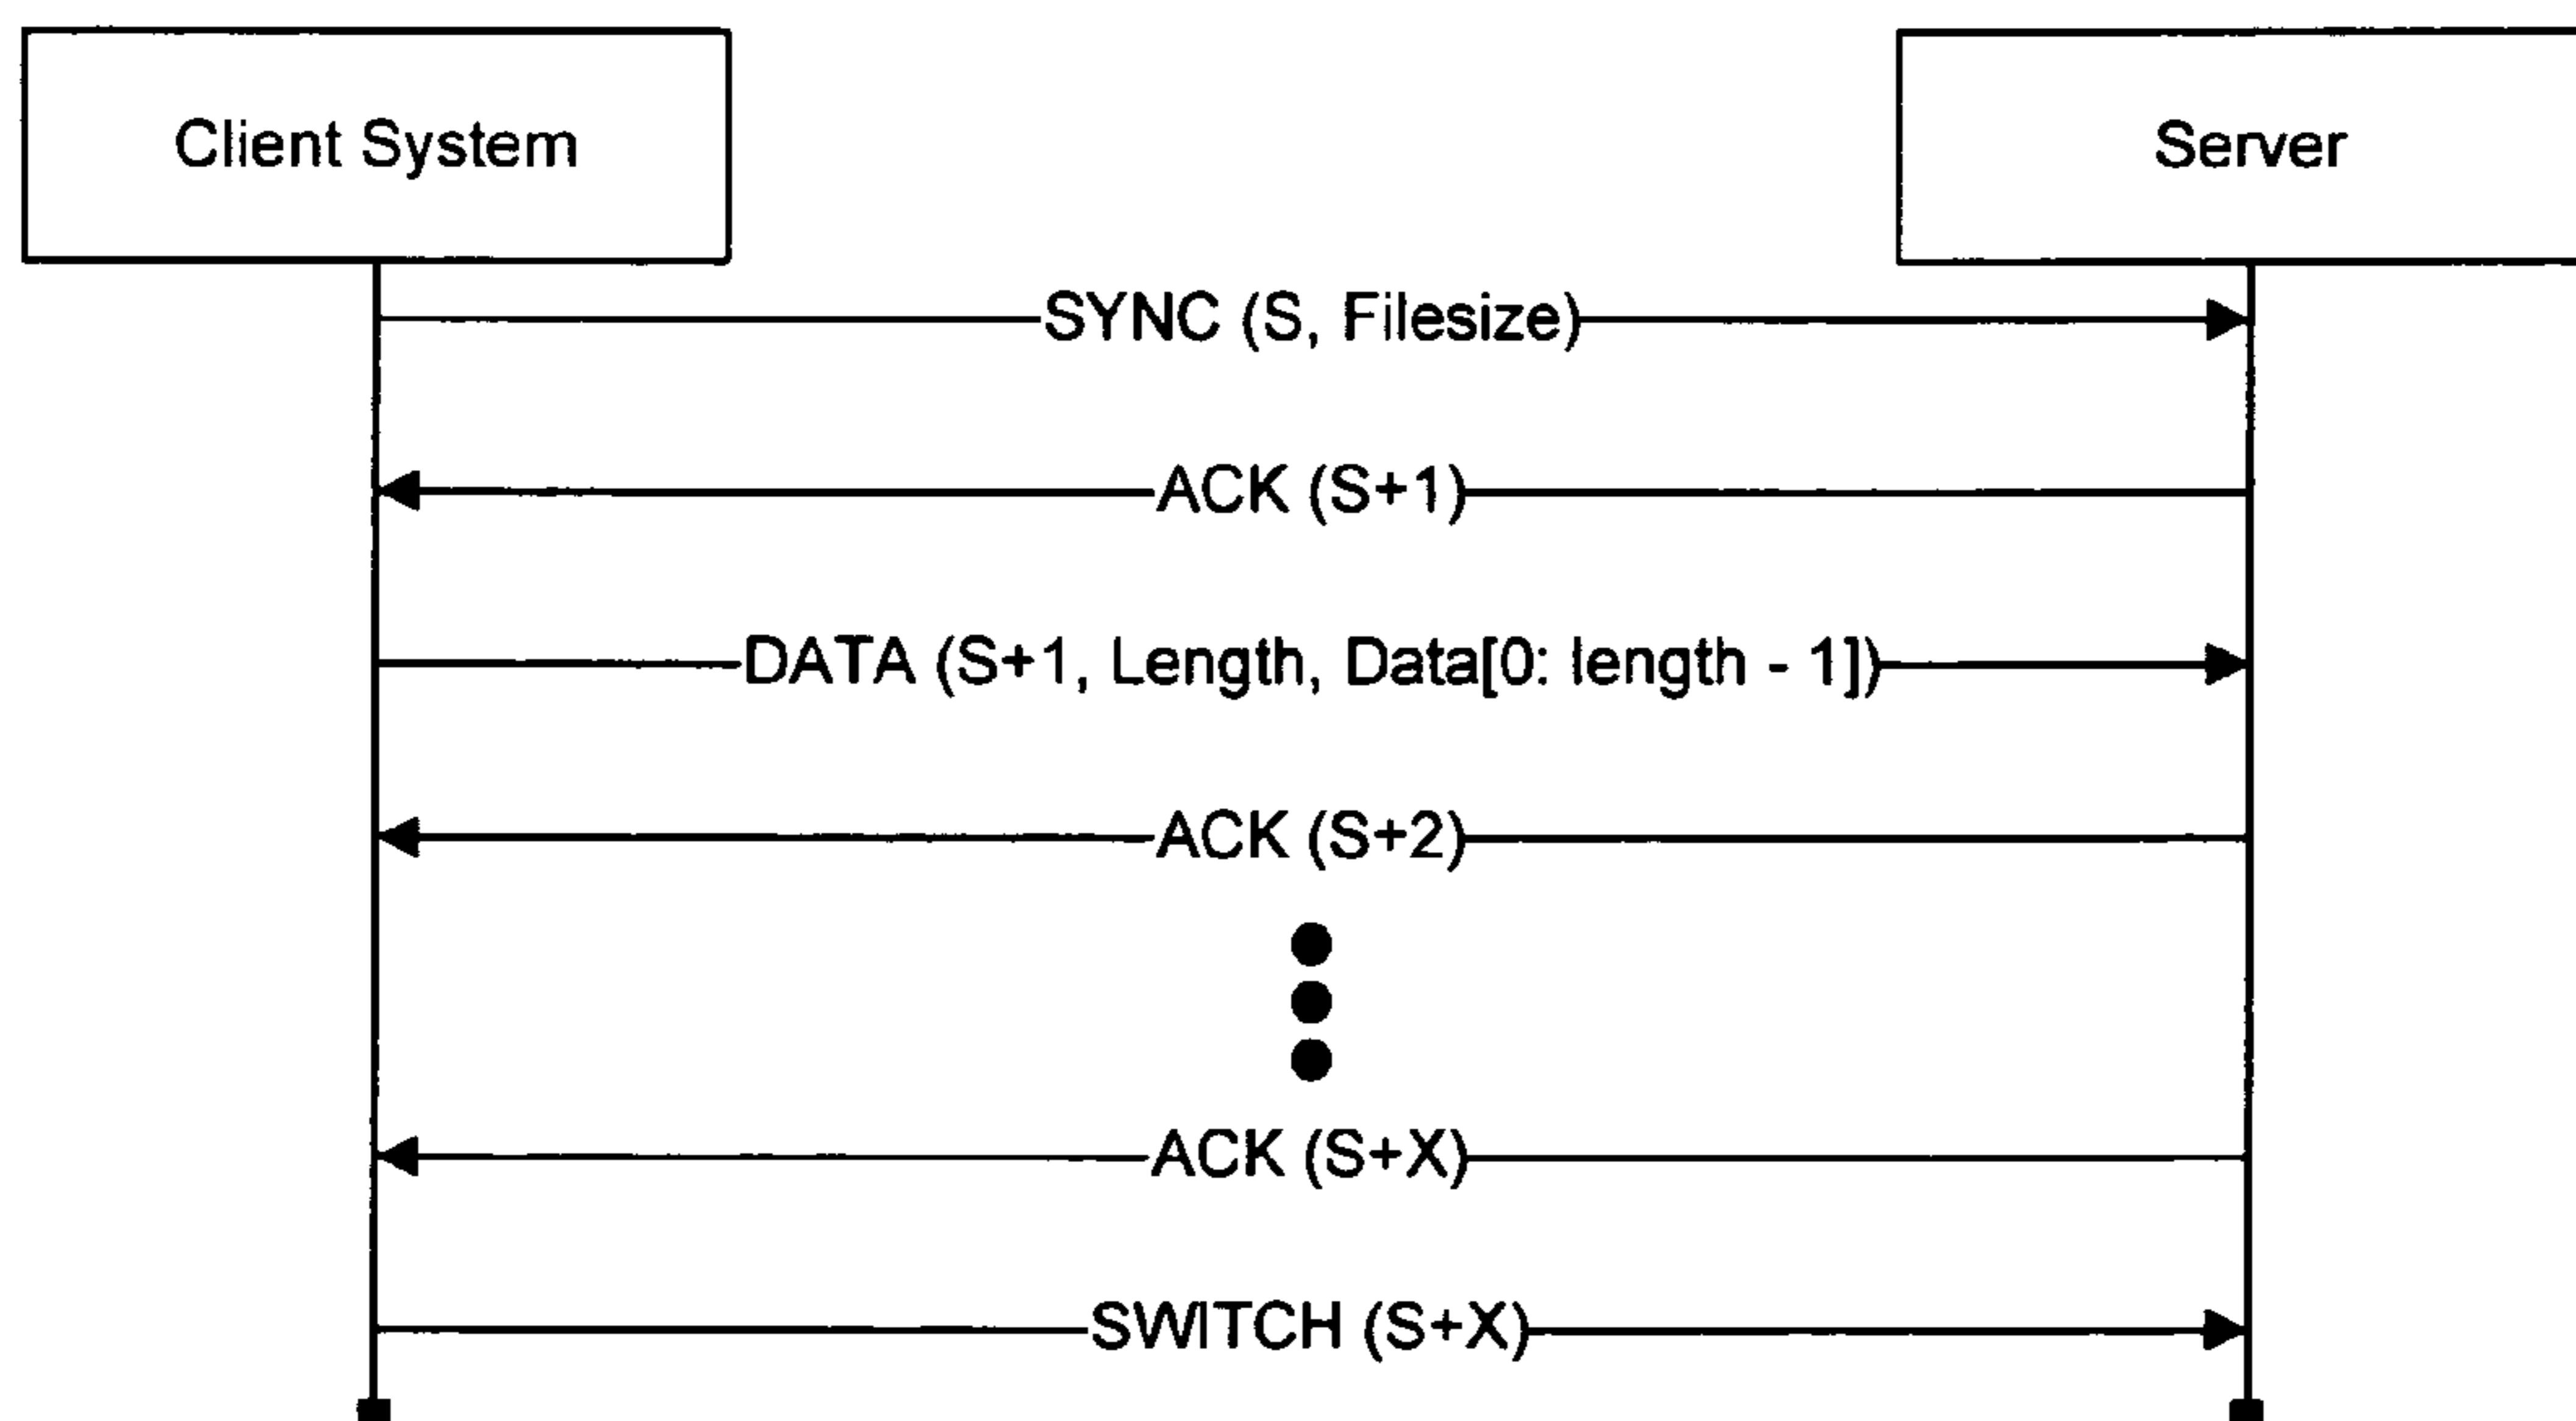 Client System
Server
SYNC (S, Filesize)
ACK (S+1)
DATA (S+1, Length, Data[0: length - 1])
ACK (S+2)
ACK (S+X)
SWITCH (S+X)